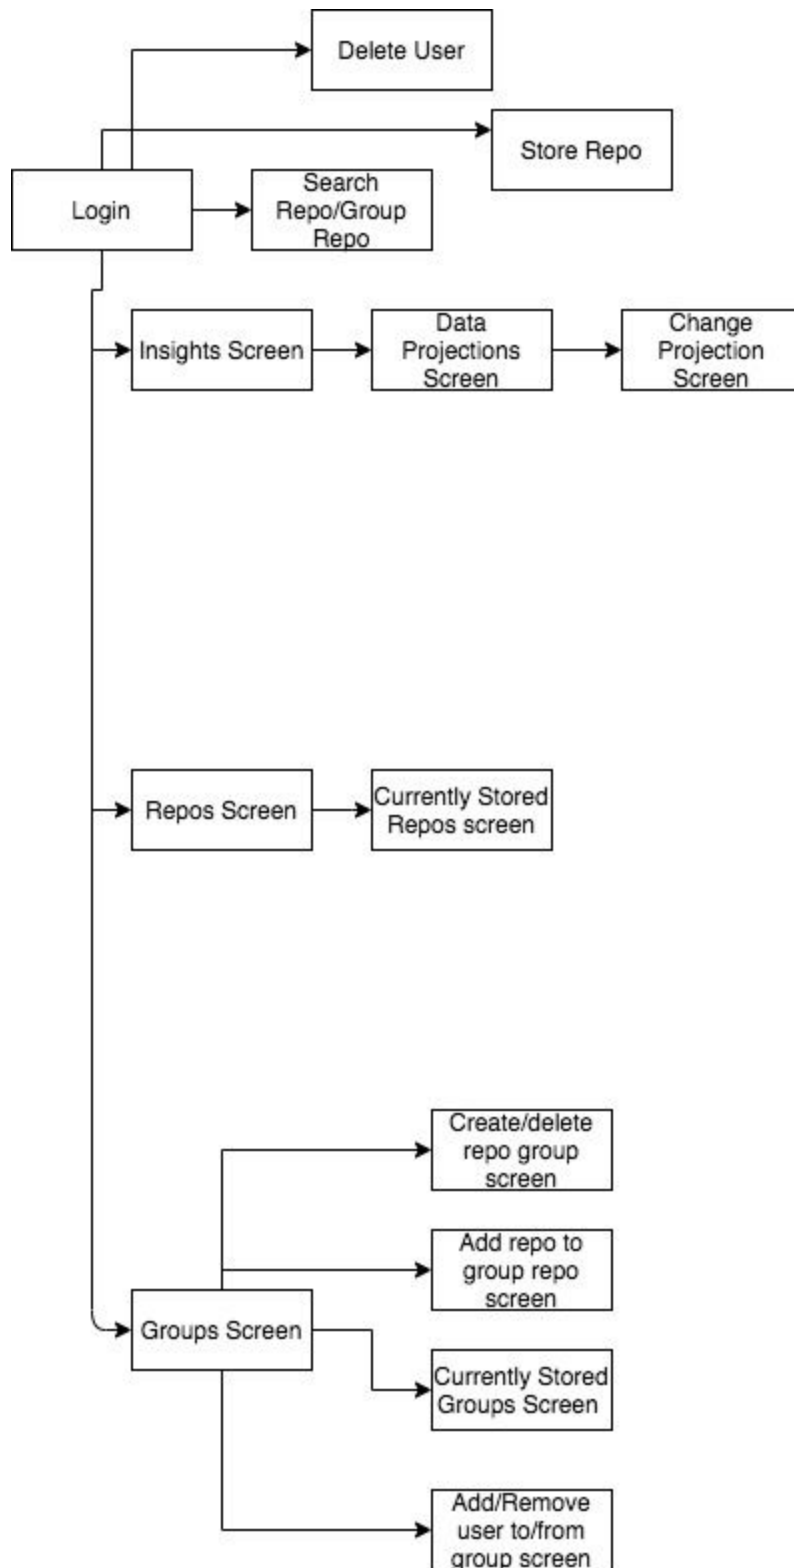 Delete User
Store Repo
Login
Search
Repo/Group
Repo
Insights Screen
Data
Projections
Screen
Change
Projection
Screen
Repos Screen
Currently Stored
Repos screen
Create/delete
repo group
screen
Add repo to
group repo
screen
Groups Screen
Currently Stored
Groups Screen
Add/Remove
user to/from
group screen